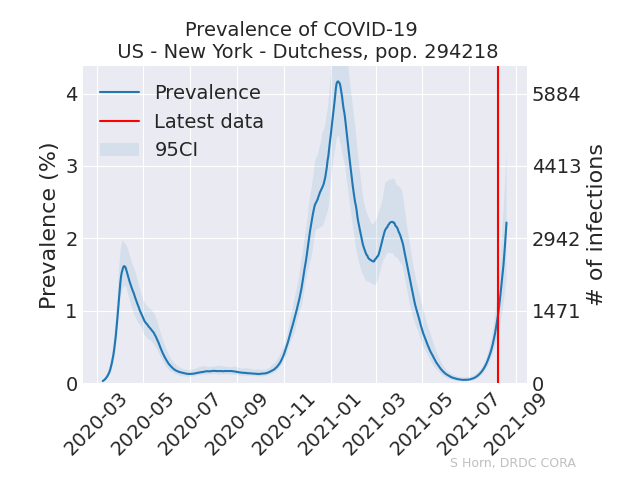 Prevalence of COVID-19
US - New York - Dutchess, pop. 294218
Prevalence
Latest data
95CI
Prevalence (%)
4
3
2
1
0
5884
4413
2942
1471
0
# of infections
2020-03
2020-05
2020-07
2020-09
2020-11
2021-01
2021-03
2021-05
2021-07
2021-09
S Horn, DRDC CORA